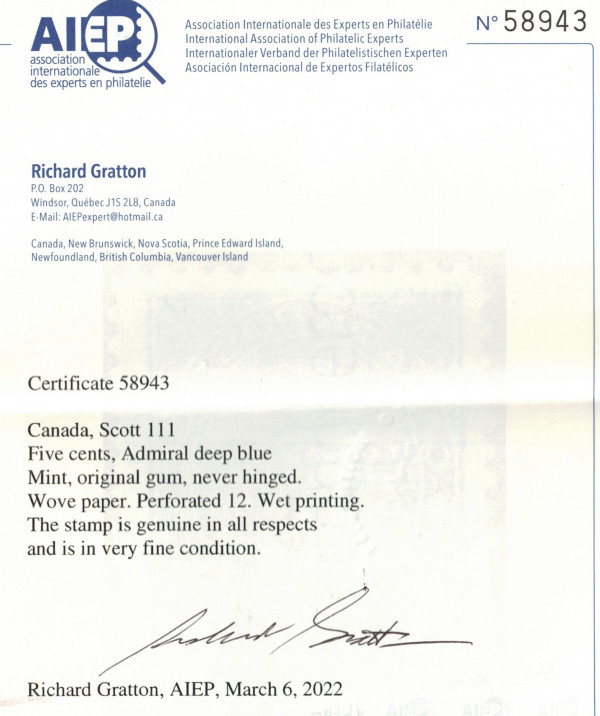 AIEP
association
internationale
des experts en philatelie
Association Internationale des Experts en Philatélie
International Association of Philatelic Experts
Internationaler Verband der Philatelistischen Experten
Asociación Internacional de Expertos Filatélicos
N° 58943
Richard Gratton
P.O. Box 202
Windsor, Québec J1S 2L8, Canada
E-Mail: AIEPexpert@hotmail.ca
Canada, New Brunswick, Nova Scotia, Prince Edward Island,
Newfoundland, British Columbia, Vancouver Island
Certificate 58943
Canada, Scott 111
Five cents, Admiral deep blue
Mint, original gum, never hinged.
Wove paper. Perforated 12. Wet printing.
The stamp is genuine in all respects
and is in very fine condition.
Richard Gratton
Richard Gratton, AIEP, March 6, 2022